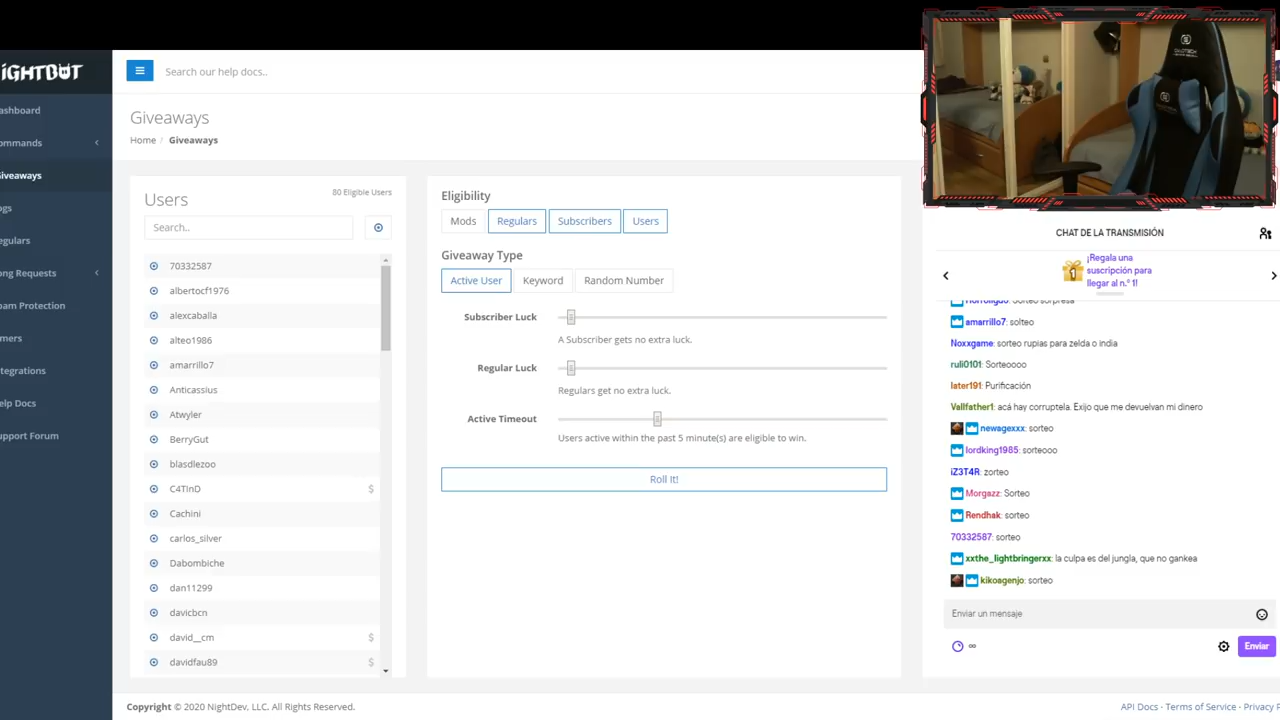 iGHTBOT
Search our help docs..
ashboard
ommands
Giveaways
ogs
egulars
ong Requests
pam Protection
mers
ntegrations
elp Docs
upport Forum
Giveaways
Home / Giveaways
Users
80 Eligible Users
Search..
70332587
albertocf1976
alexcaballa
alteo1986
amarrillo7
Anticassius
Atwyler
BerryGut
blasdlezoo
C4TInD $
Cachini
carlos_silver
Dabombiche
dan11299
davicbcn
david__cm $
davidfau89 $
Eligibility
Mods Regulars Subscribers Users
Giveaway Type
Active User Keyword Random Number
Subscriber Luck
A Subscriber gets no extra luck.
Regular Luck
Regulars get no extra luck.
Active Timeout
Users active within the past 5 minute(s) are eligible to win.
Roll It!
CHAT DE LA TRANSMISIÓN
1
¡Regala una
suscripción para
llegar al n.º 1!
amarrillo7: solteo
Noxxgame: sorteo rupias para zelda o india
ruli0101: Sorteoooo
later191: Purificación
Vallfather1: acá hay corruptela. Exijo que me devuelvan mi dinero
newagexxx: sorteo
lordking1985: sorteooo
iZ3T4R: zorteo
Morgazz: Sorteo
Rendhak: sorteo
70332587: sorteo
xxthe_lightbringerxx: la culpa es del jungla, que no gankea
kikoagenjo: sorteo
Enviar un mensaje
∞
Enviar
Copyright © 2020 NightDev, LLC. All Rights Reserved.
API Docs · Terms of Service · Privacy P